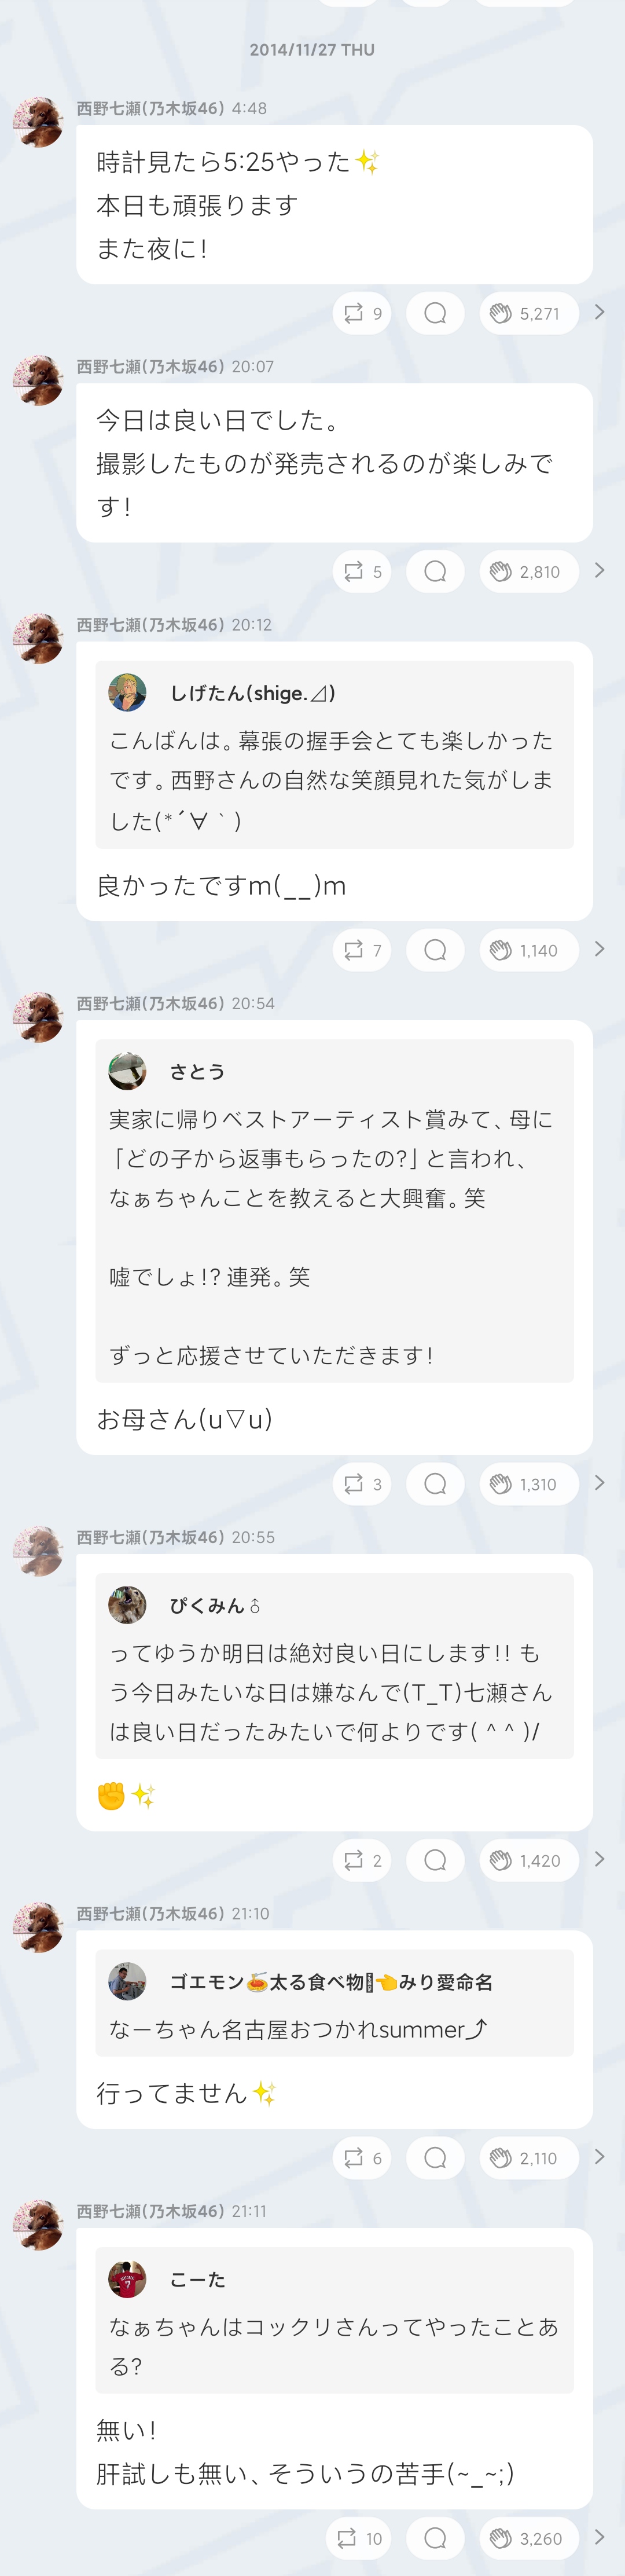 2014/11/27 THU
西野七瀬(乃木坂46) 4:48
時計見たら5:25やった✨
本日も頑張ります
また夜に!
9
5,271
西野七瀬(乃木坂46) 20:07
今日は良い日でした。
撮影したものが発売されるのが楽しみで
す!
5
2,810
西野七瀬(乃木坂46) 20:12
しげたん(shige.⊿)
こんばんは。幕張の握手会とても楽しかった
です。西野さんの自然な笑顔見れた気がしま
した(*´∀｀)
良かったですm(__)m
7
1,140
西野七瀬(乃木坂46) 20:54
さとう
実家に帰りベストアーティスト賞みて、母に
「どの子から返事もらったの?」と言われ、
なぁちゃんことを教えると大興奮。笑
嘘でしょ!? 連発。笑
ずっと応援させていただきます!
お母さん(u▽u)
3
1,310
西野七瀬(乃木坂46) 20:55
ぴくみん♂
ってゆうか明日は絶対良い日にします!! も
う今日みたいな日は嫌なんで(T_T)七瀬さん
は良い日だったみたいで何よりです( ^ ^ )/
✊✨
2
1,420
西野七瀬(乃木坂46) 21:10
ゴエモン🍝太る食べ物👈みり愛命名
なーちゃん名古屋おつかれsummer⤴
行ってません✨
6
2,110
西野七瀬(乃木坂46) 21:11
こーた
なぁちゃんはコックリさんってやったことあ
る?
無い!
肝試しも無い、そういうの苦手(~_~;)
10
3,260